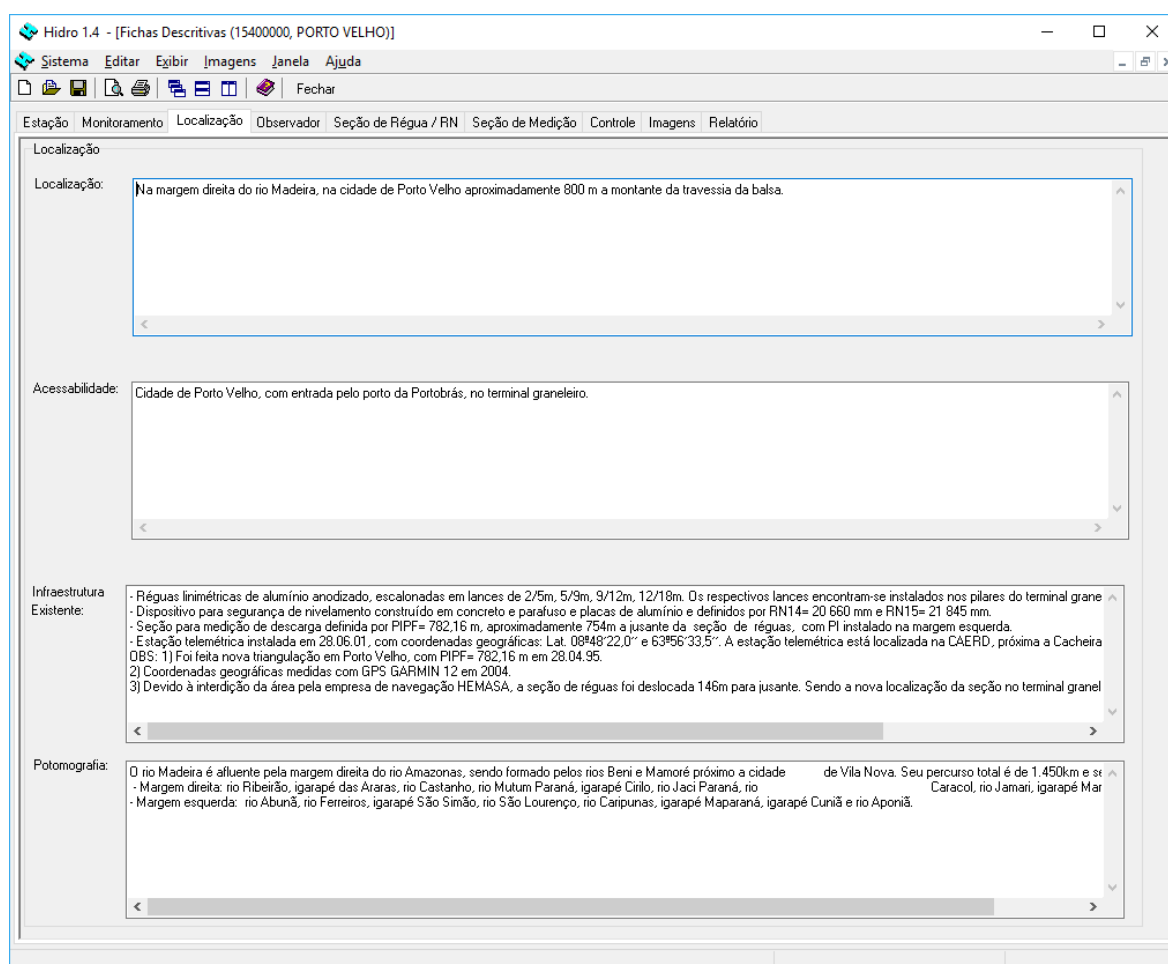 Hidro 1.4 - [Fichas Descritivas (15400000, PORTO VELHO)]
Sistema Editar Exibir Imagens Janela Ajuda
Fechar
Estação Monitoramento Localização Observador Seção de Régua / RN Seção de Medição Controle Imagens Relatório
Localização
Localização:
Na margem direita do rio Madeira, na cidade de Porto Velho aproximadamente 800 m a montante da travessia da balsa.
Acessabilidade:
Cidade de Porto Velho, com entrada pelo porto da Portobrás, no terminal graneleiro.
Infraestrutura
Existente:
- Réguas linimétricas de alumínio anodizado, escalonadas em lances de 2/5m, 5/9m, 9/12m, 12/18m. Os respectivos lances encontram-se instalados nos pilares do terminal grane
- Dispositivo para segurança de nivelamento construído em concreto e parafuso e placas de alumínio e definidos por RN14= 20 660 mm e RN15= 21 845 mm.
- Seção para medição de descarga definida por PIPF= 782,16 m, aproximadamente 754m a jusante da seção de réguas, com PI instalado na margem esquerda.
- Estação telemétrica instalada em 28.06.01, com coordenadas geográficas: Lat. 08º48´22,0´´ e 63º56´33,5´´. A estação telemétrica está localizada na CAERD, próxima a Cacheira
OBS: 1) Foi feita nova triangulação em Porto Velho, com PIPF= 782,16 m em 28.04.95.
2) Coordenadas geográficas medidas com GPS GARMIN 12 em 2004.
3) Devido à interdição da área pela empresa de navegação HEMASA, a seção de réguas foi deslocada 146m para jusante. Sendo a nova localização da seção no terminal granel
Potomografia:
O rio Madeira é afluente pela margem direita do rio Amazonas, sendo formado pelos rios Beni e Mamoré próximo a cidade de Vila Nova. Seu percurso total é de 1.450km e se
- Margem direita: rio Ribeirão, igarapé das Araras, rio Castanho, rio Mutum Paraná, igarapé Cirilo, rio Jaci Paraná, rio Caracol, rio Jamari, igarapé Mar
- Margem esquerda: rio Abunã, rio Ferreiros, igarapé São Simão, rio São Lourenço, rio Caripunas, igarapé Maparaná, igarapé Cuniã e rio Aponiã.